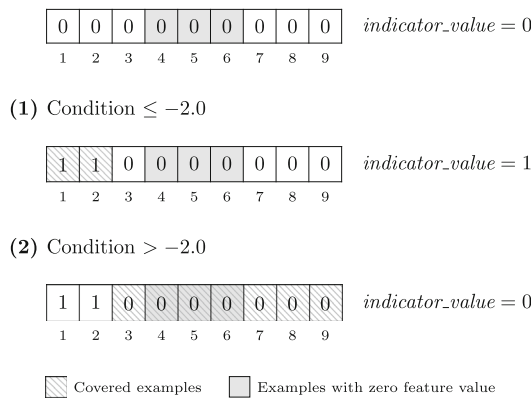 0 0 0 0 0 0 0 0 0 indicator_value = 0
1 2 3 4 5 6 7 8 9
(1) Condition ≤ −2.0
1 1 0 0 0 0 0 0 0 indicator_value = 1
1 2 3 4 5 6 7 8 9
(2) Condition > −2.0
1 1 0 0 0 0 0 0 0 indicator_value = 0
1 2 3 4 5 6 7 8 9
Covered examples Examples with zero feature value